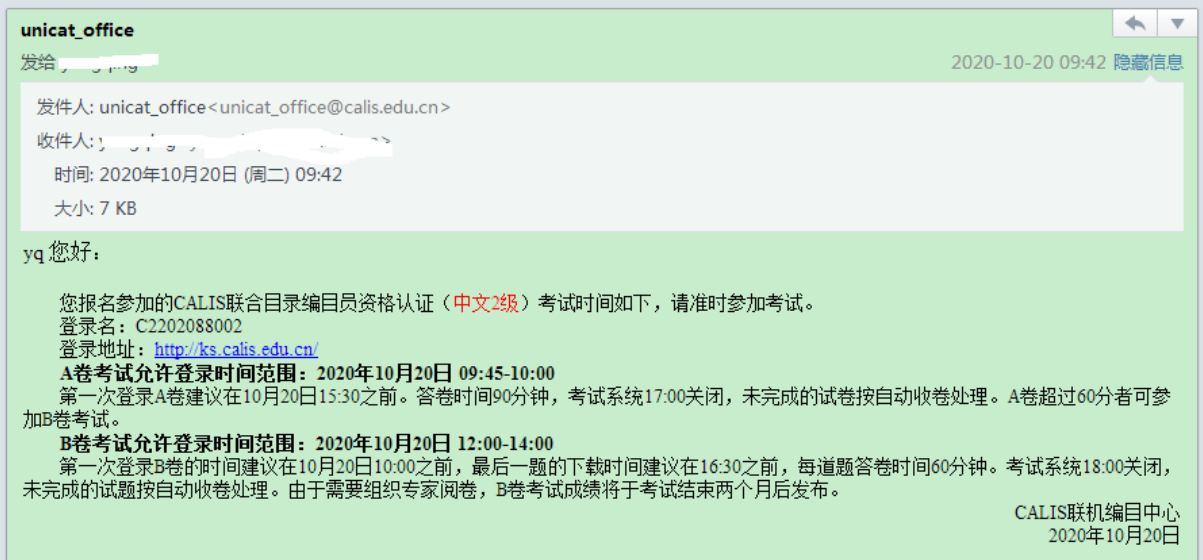 unicat_office
发给
2020-10-20 09:42 隐藏信息
发件人: unicat_office<unicat_office@calis.edu.cn>
收件人:
时间: 2020年10月20日 (周二) 09:42
大小: 7 KB
yq 您好：
您报名参加的CALIS联合目录编目员资格认证（中文2级）考试时间如下，请准时参加考试。
登录名：C2202088002
登录地址：http://ks.calis.edu.cn/
A卷考试允许登录时间范围：2020年10月20日 09:45-10:00
第一次登录A卷建议在10月20日15:30之前。答卷时间90分钟，考试系统17:00关闭，未完成的试卷按自动收卷处理。A卷超过60分者可参
加B卷考试。
B卷考试允许登录时间范围：2020年10月20日 12:00-14:00
第一次登录B卷的时间建议在10月20日10:00之前，最后一题的下载时间建议在16:30之前，每道题答卷时间60分钟。考试系统18:00关闭，
未完成的试题按自动收卷处理。由于需要组织专家阅卷，B卷考试成绩将于考试结束两个月后发布。
CALIS联机编目中心
2020年10月20日